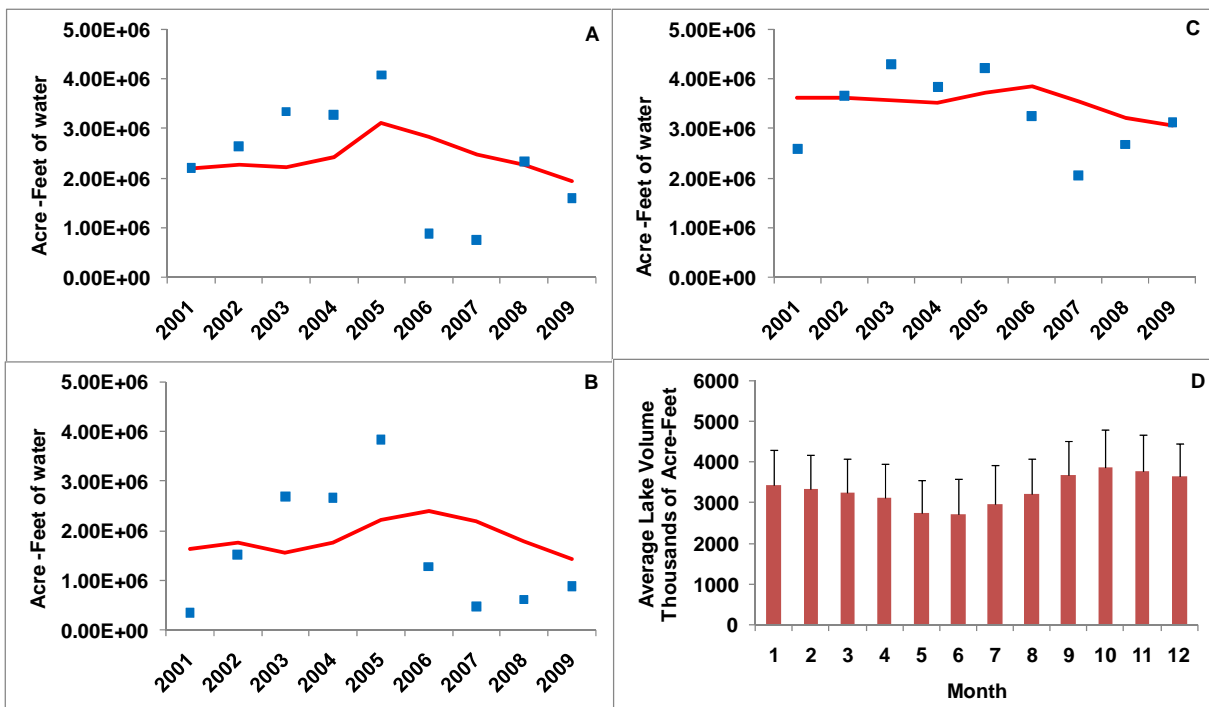 A
Acre -Feet of water
5.00E+06
4.00E+06
3.00E+06
2.00E+06
1.00E+06
0.00E+00
2001 2002 2003 2004 2005 2006 2007 2008 2009
C
Acre -Feet of water
5.00E+06
4.00E+06
3.00E+06
2.00E+06
1.00E+06
0.00E+00
2001 2002 2003 2004 2005 2006 2007 2008 2009
B
Acre -Feet of water
5.00E+06
4.00E+06
3.00E+06
2.00E+06
1.00E+06
0.00E+00
2001 2002 2003 2004 2005 2006 2007 2008 2009
D
Average Lake Volume
Thousands of Acre-Feet
6000
5000
4000
3000
2000
1000
0
1 2 3 4 5 6 7 8 9 10 11 12
Month